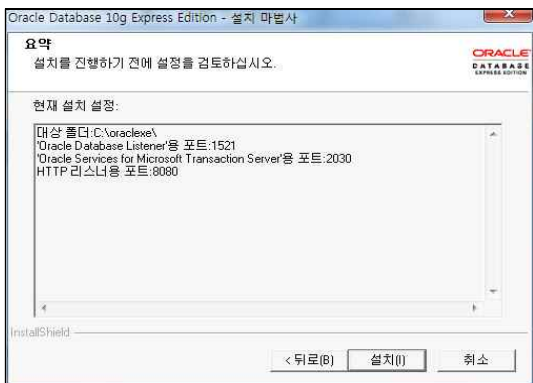 Oracle Database 10g Express Edition - 설치 마법사
요약
설치를 진행하기 전에 설정을 검토하십시오.
ORACLE
DATABASE
EXPRESS EDITION
현재 설치 설정:
대상 폴더:C:\oraclexe\
'Oracle Database Listener'용 포트:1521
'Oracle Services for Microsoft Transaction Server'용 포트:2030
HTTP 리스너용 포트:8080
InstallShield
< 뒤로(B)
설치(I)
취소